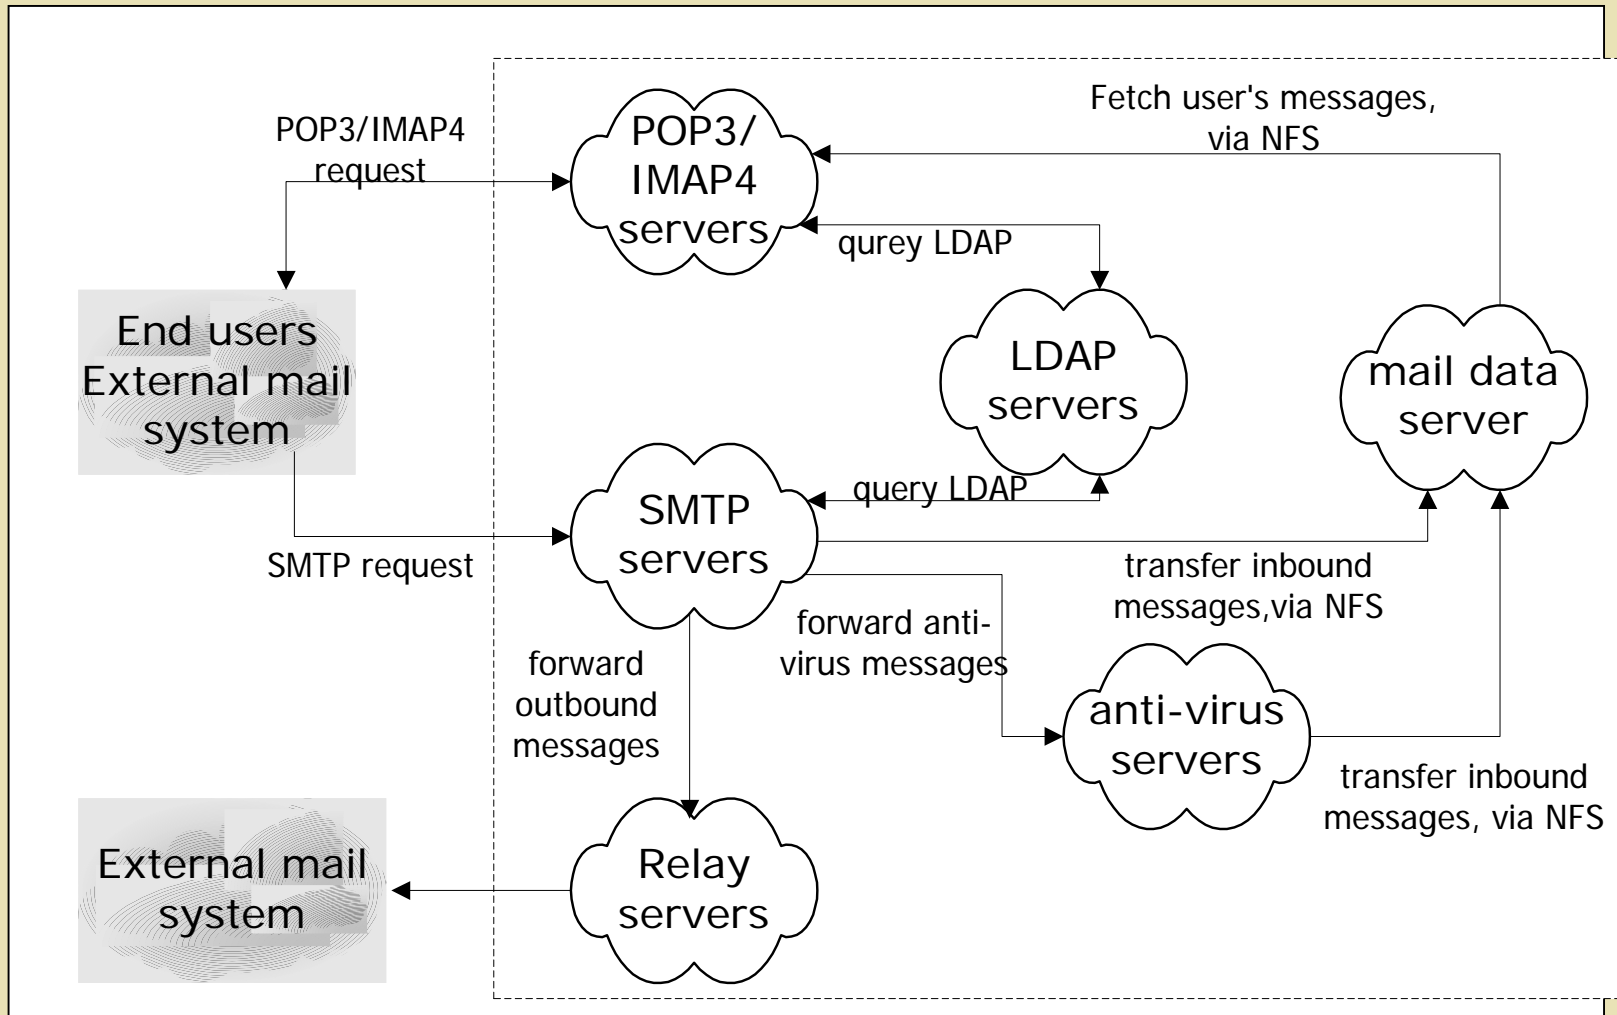 Fetch user's messages,
via NFS
POP3/IMAP4
request
POP3/
IMAP4
servers
qurey LDAP
End users
External mail
system
LDAP
servers
mail data
server
query LDAP
SMTP
servers
SMTP request
transfer inbound
messages,via NFS
forward anti-
virus messages
forward
outbound
messages
anti-virus
servers
transfer inbound
messages, via NFS
External mail
system
Relay
servers